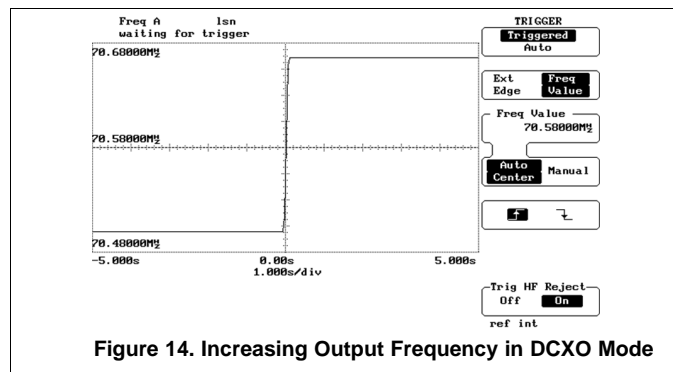 Freq A lsn
waiting for trigger
70.68000MHz
70.58000MHz
70.48000MHz
-5.000s 0.00s 5.000s
1.000s/div
TRIGGER
Triggered
Auto
Ext Freq
Edge Value
Freq Value
70.58000MHz
Auto
Center Manual
Trig HF Reject
Off On
ref int
Figure 14. Increasing Output Frequency in DCXO Mode